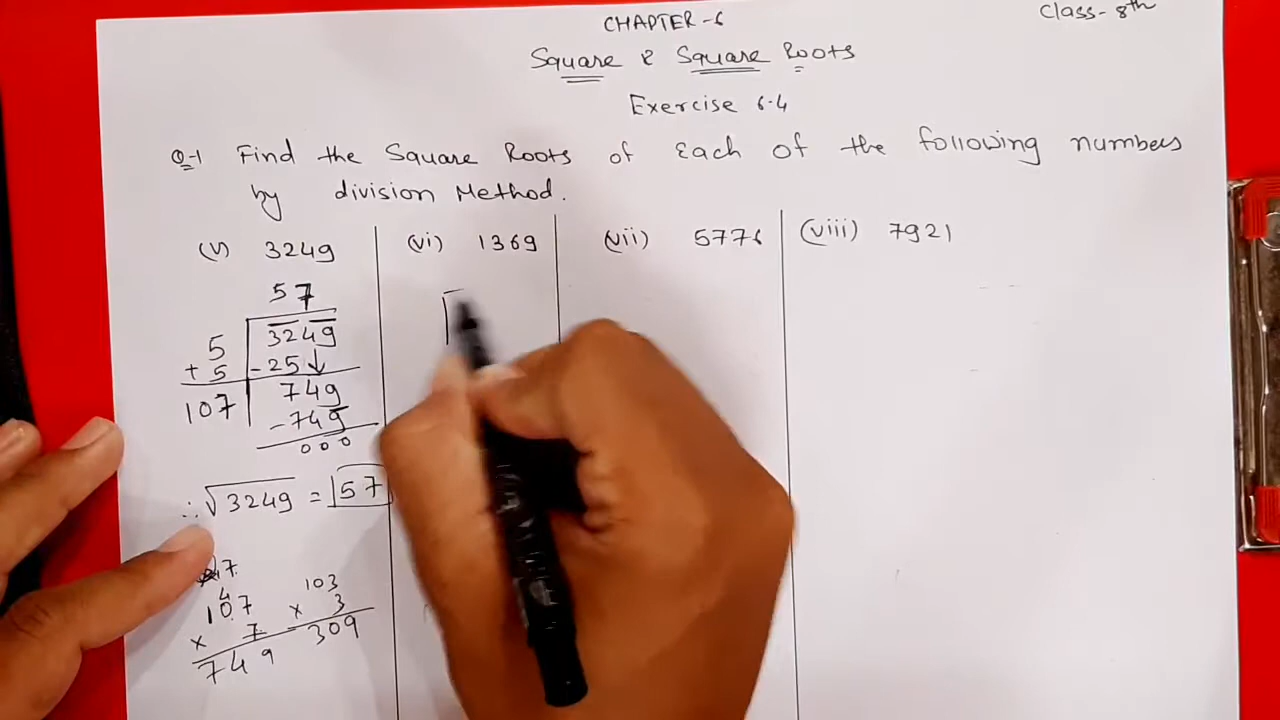 CHAPTER-6
Class-8th
Square & Square Roots
Exercise 6.4
Q-1 Find the Square Roots of Each of the following numbers
by division Method.
(v) 3249
57
5 3249
+ 5 -25↓
107 749
-749
000
∴ √3249 = 57
7
4
107
× 7
749
103
× 3
309
(vi) 1369
(vii) 5776
(viii) 7921